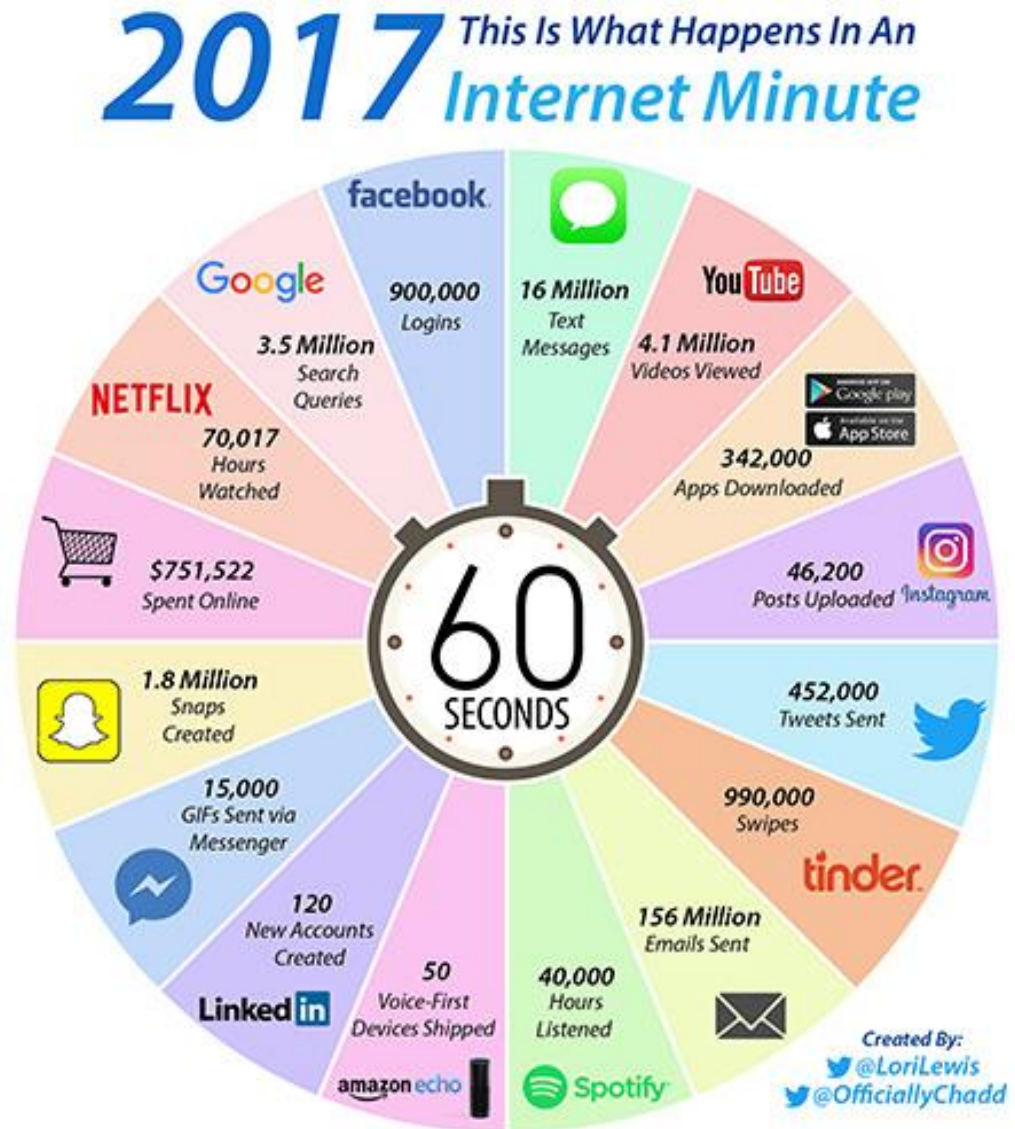 2017 This Is What Happens In An
Internet Minute
facebook
900,000
Logins
16 Million
Text
Messages
You Tube
4.1 Million
Videos Viewed
Google play
App Store
342,000
Apps Downloaded
46,200
Posts Uploaded
Instagram
452,000
Tweets Sent
990,000
Swipes
tinder
156 Million
Emails Sent
40,000
Hours
Listened
Spotify
50
Voice-First
Devices Shipped
amazon echo
120
New Accounts
Created
Linked in
15,000
GIFs Sent via
Messenger
1.8 Million
Snaps
Created
$751,522
Spent Online
NETFLIX
70,017
Hours
Watched
Google
3.5 Million
Search
Queries
60
SECONDS
Created By:
@LoriLewis
@OfficiallyChadd